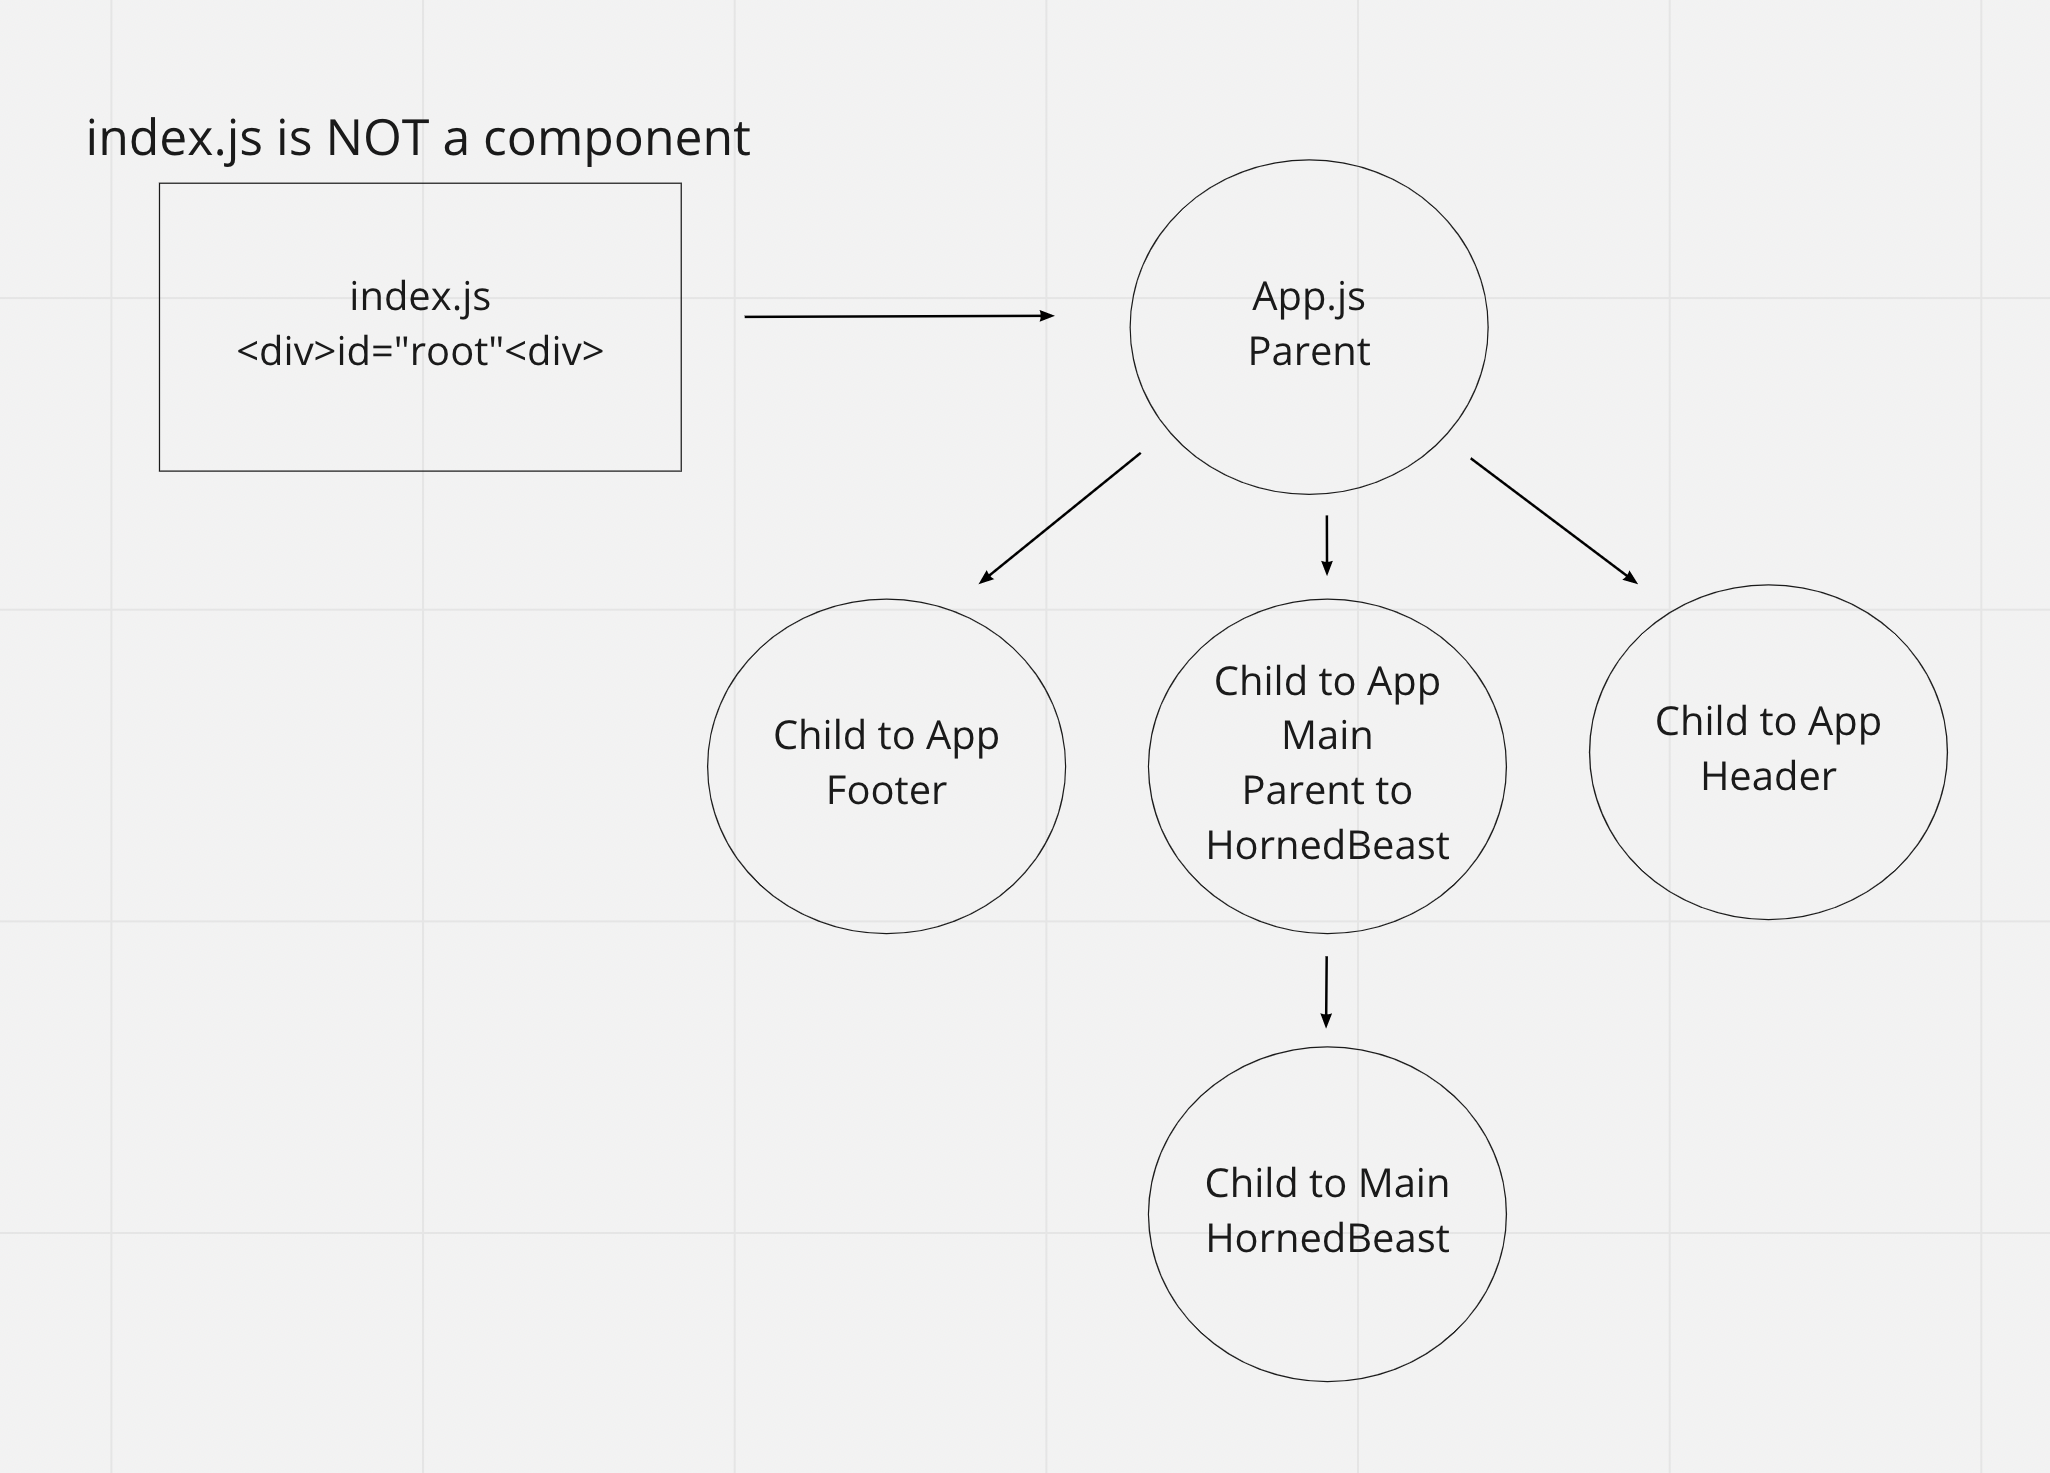 index.js is NOT a component
index.js
<div>id="root"<div>
App.js
Parent
Child to App
Footer
Child to App
Main
Parent to
HornedBeast
Child to App
Header
Child to Main
HornedBeast